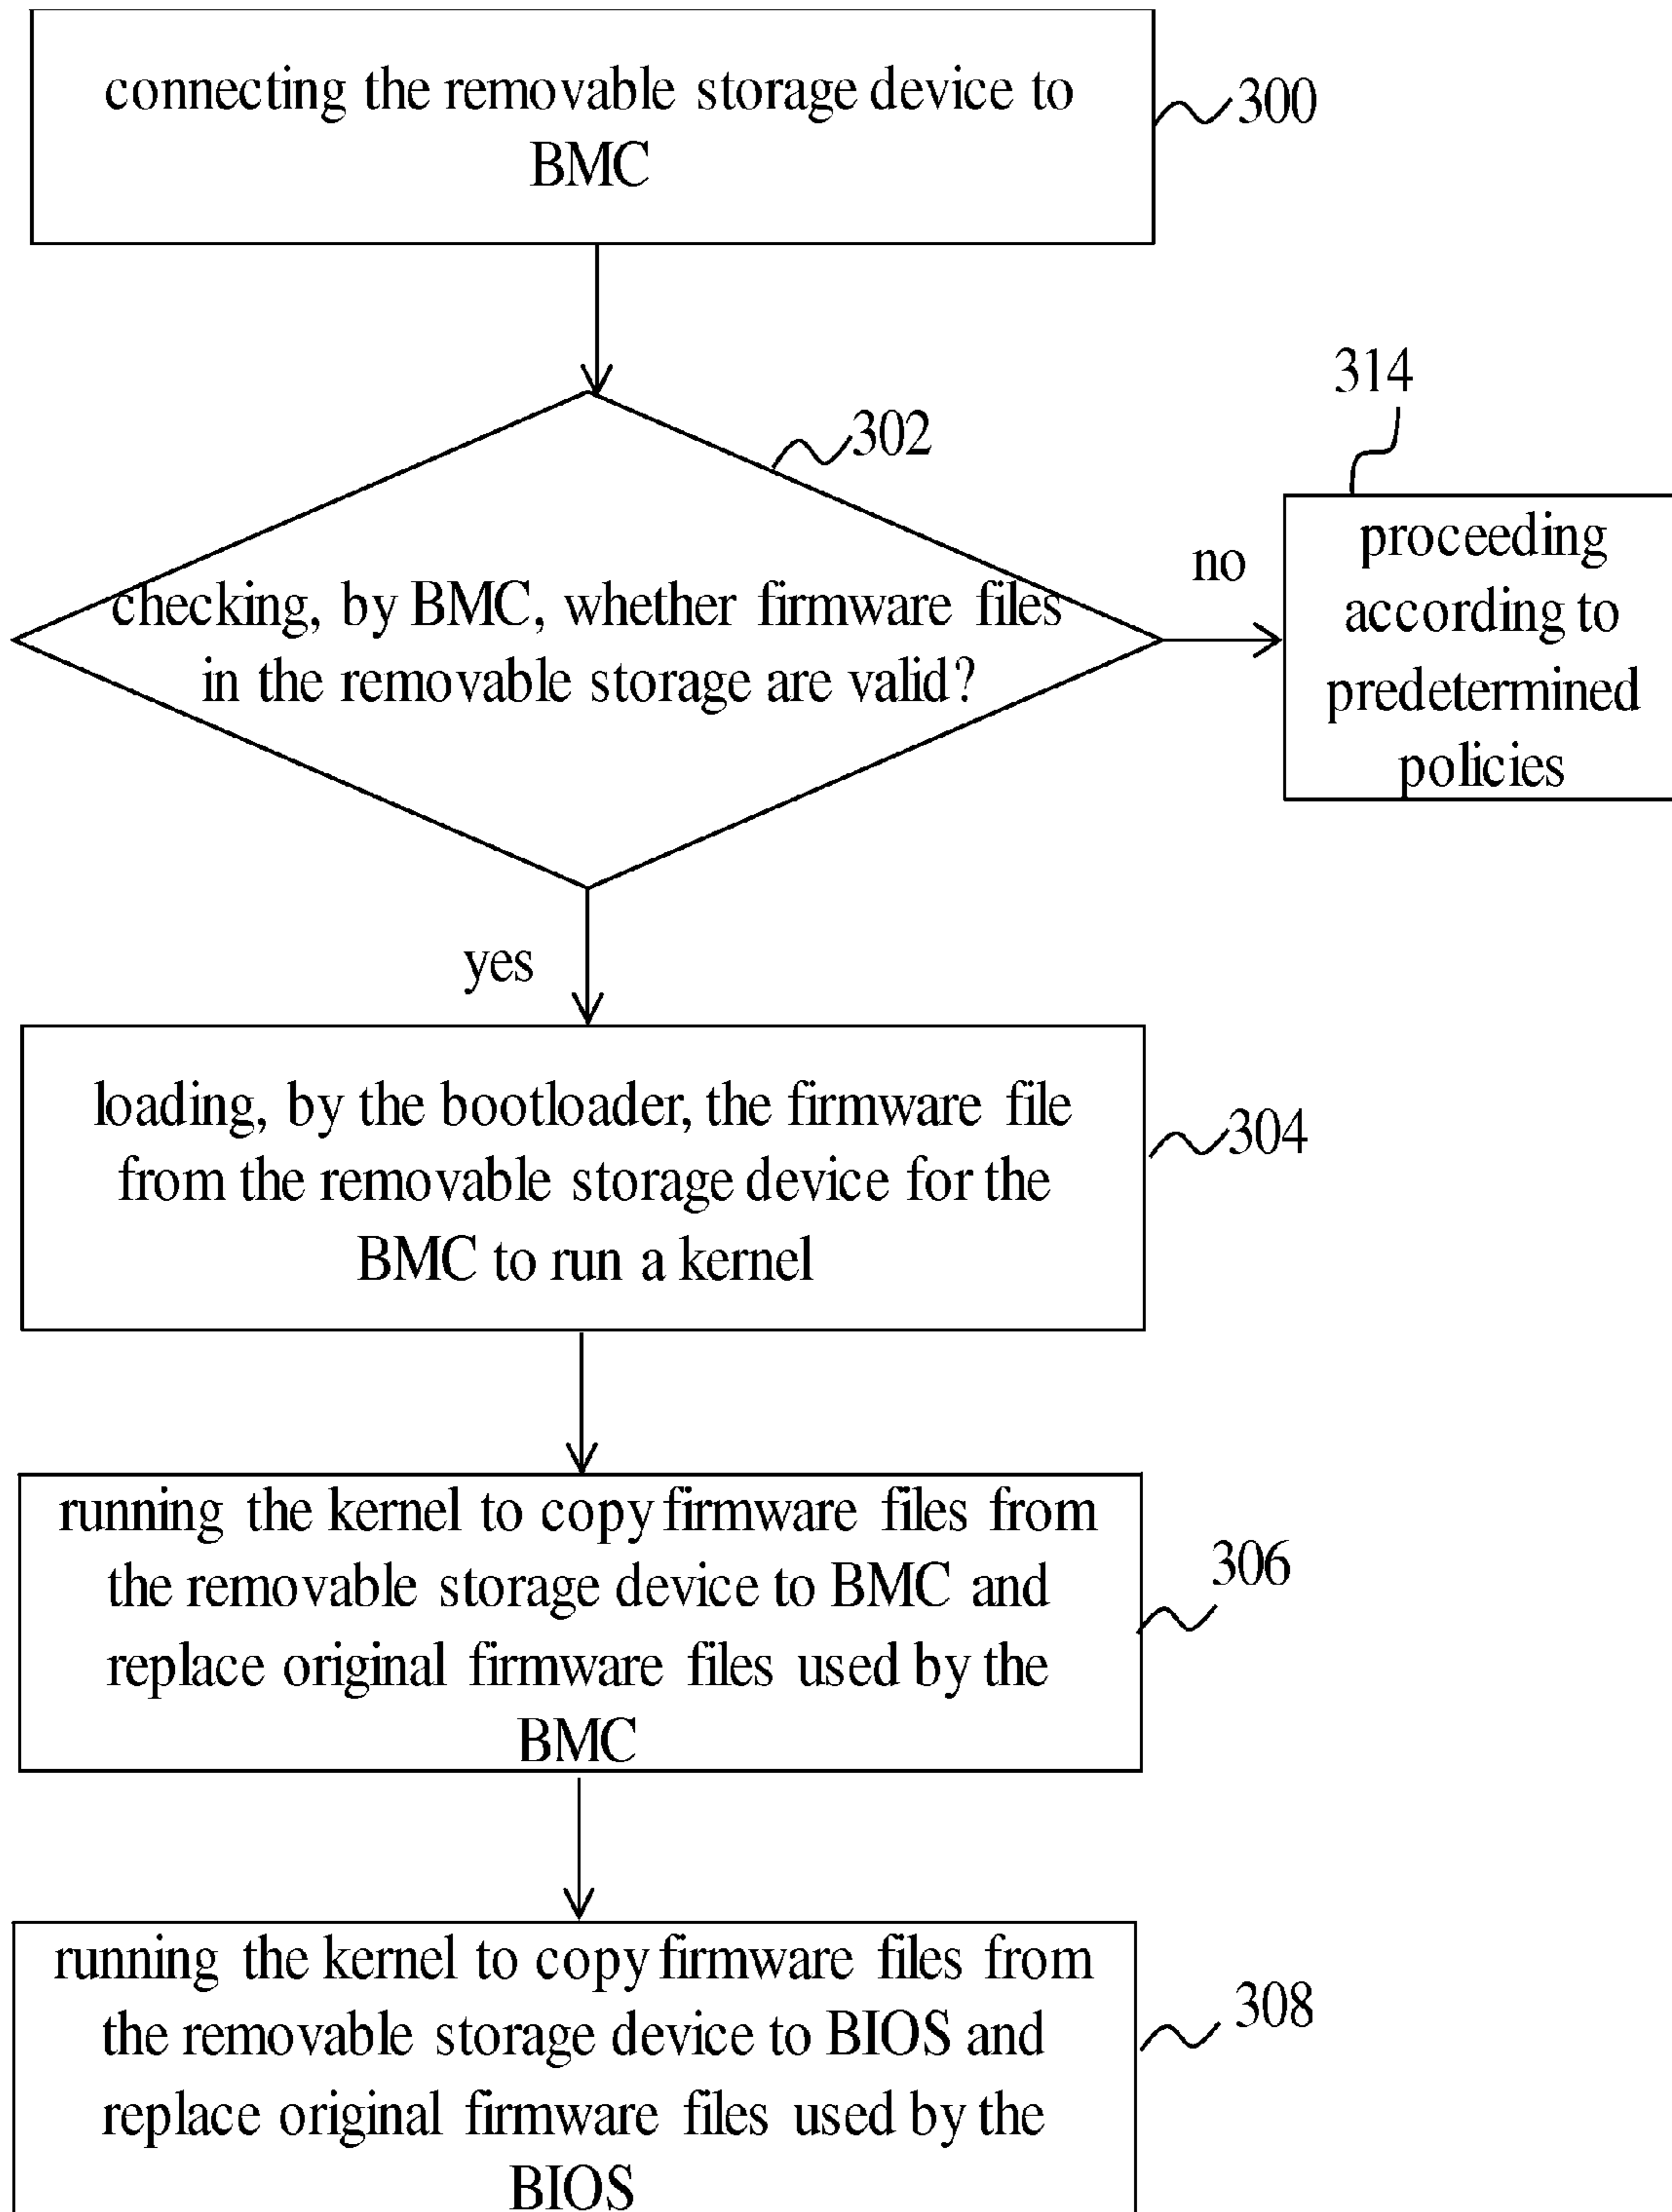 connecting the removable storage device to
BMC
300
302
314
checking, by BMC, whether firmware files
in the removable storage are valid?
no
proceeding
according to
predetermined
policies
yes
loading, by the bootloader, the firmware file
from the removable storage device for the
BMC to run a kernel
304
running the kernel to copy firmware files from
the removable storage device to BMC and
replace original firmware files used by the
BMC
306
running the kernel to copy firmware files from
the removable storage device to BIOS and
replace original firmware files used by the
BIOS
308